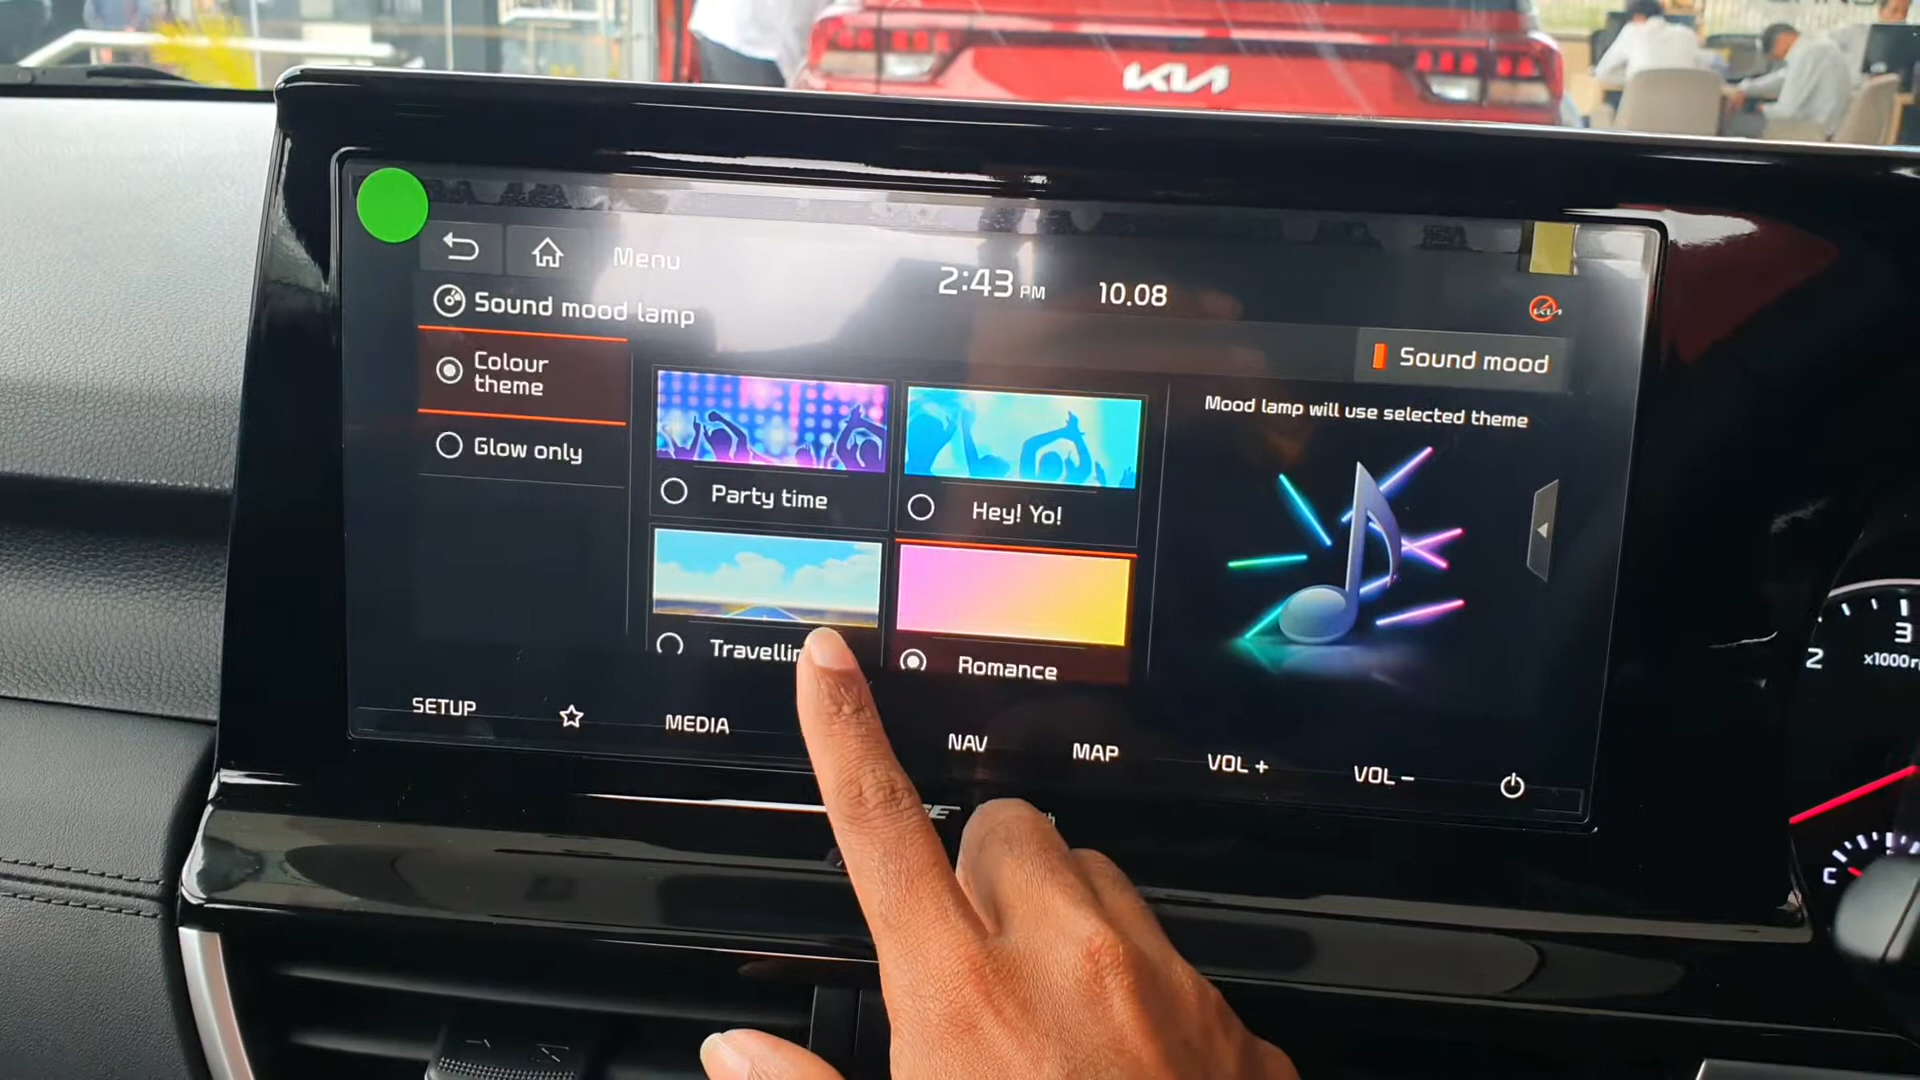 KIA
Menu
2:43 PM
10.08
Sound mood lamp
Sound mood
Colour
theme
Glow only
Party time
Hey! Yo!
Romance
Mood lamp will use selected theme
SETUP
MEDIA
NAV
MAP
VOL +
VOL -
3
2
x1000r
C